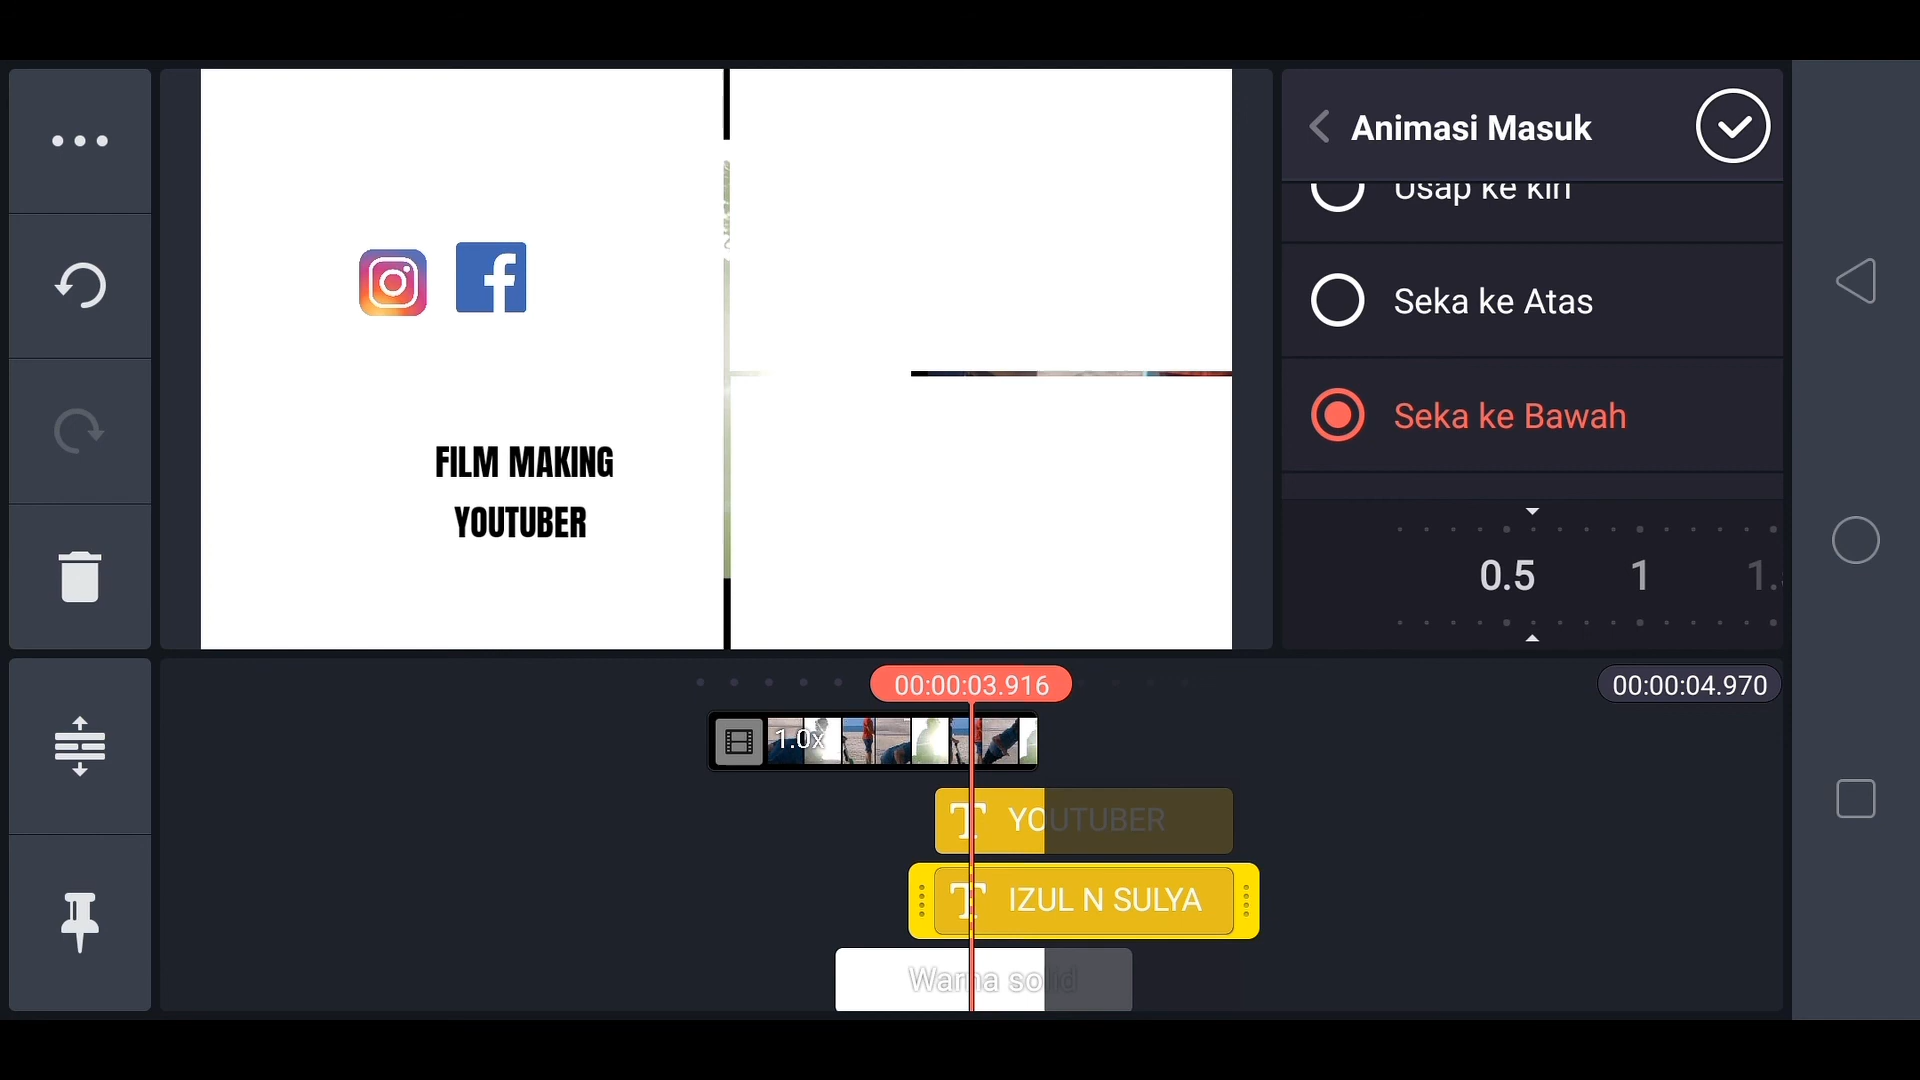 Animasi Masuk
Usap ke kiri
Seka ke Atas
Seka ke Bawah
0.5 1 1.
FILM MAKING
YOUTUBER
00:00:03.916
00:00:04.970
1.0x
YOUTUBER
IZUL N SULYA
Warna solid